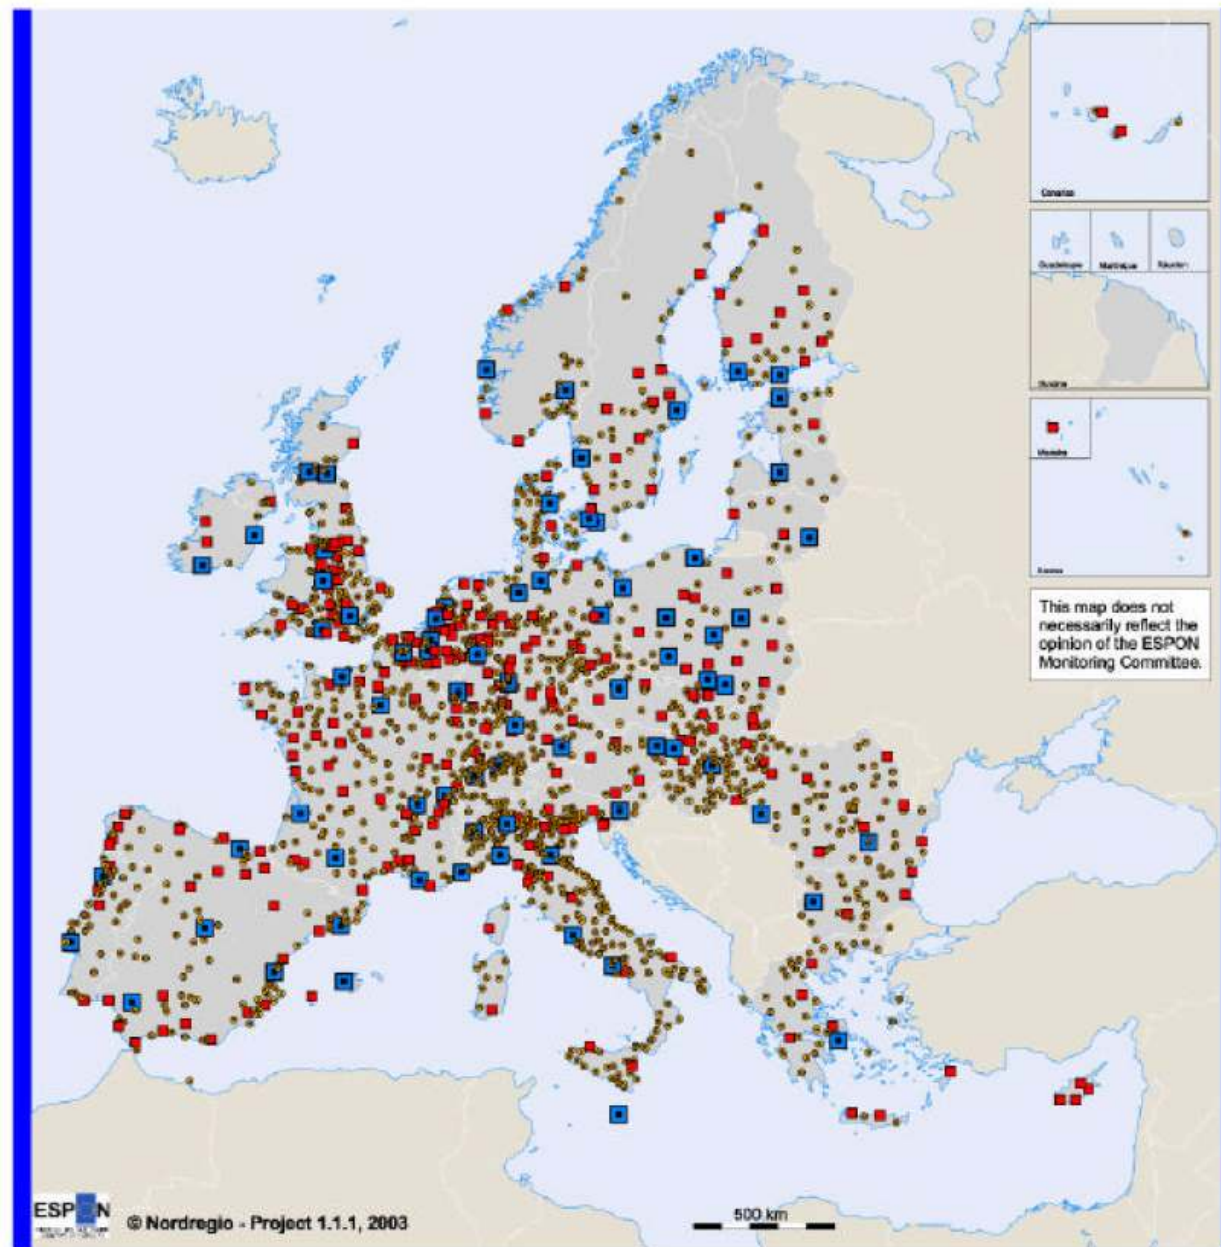 Canarias
Guadeloupe
Martinique
Réunion
Guyane
Madeira
Azores
This map does not
necessarily reflect the
opinion of the ESPON
Monitoring Committee.
ESPON
© Nordregio - Project 1.1.1, 2003
500 km